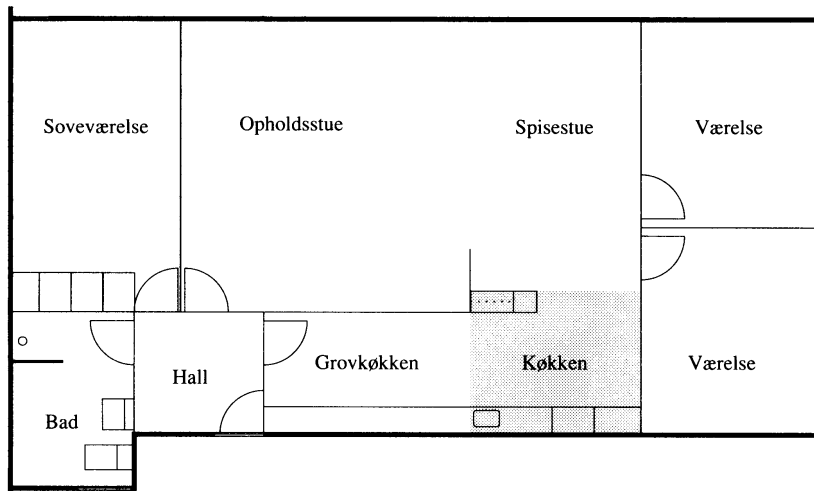 Soveværelse
Opholdsstue
Spisestue
Værelse
Hall
Grovkøkken
Køkken
Værelse
Bad